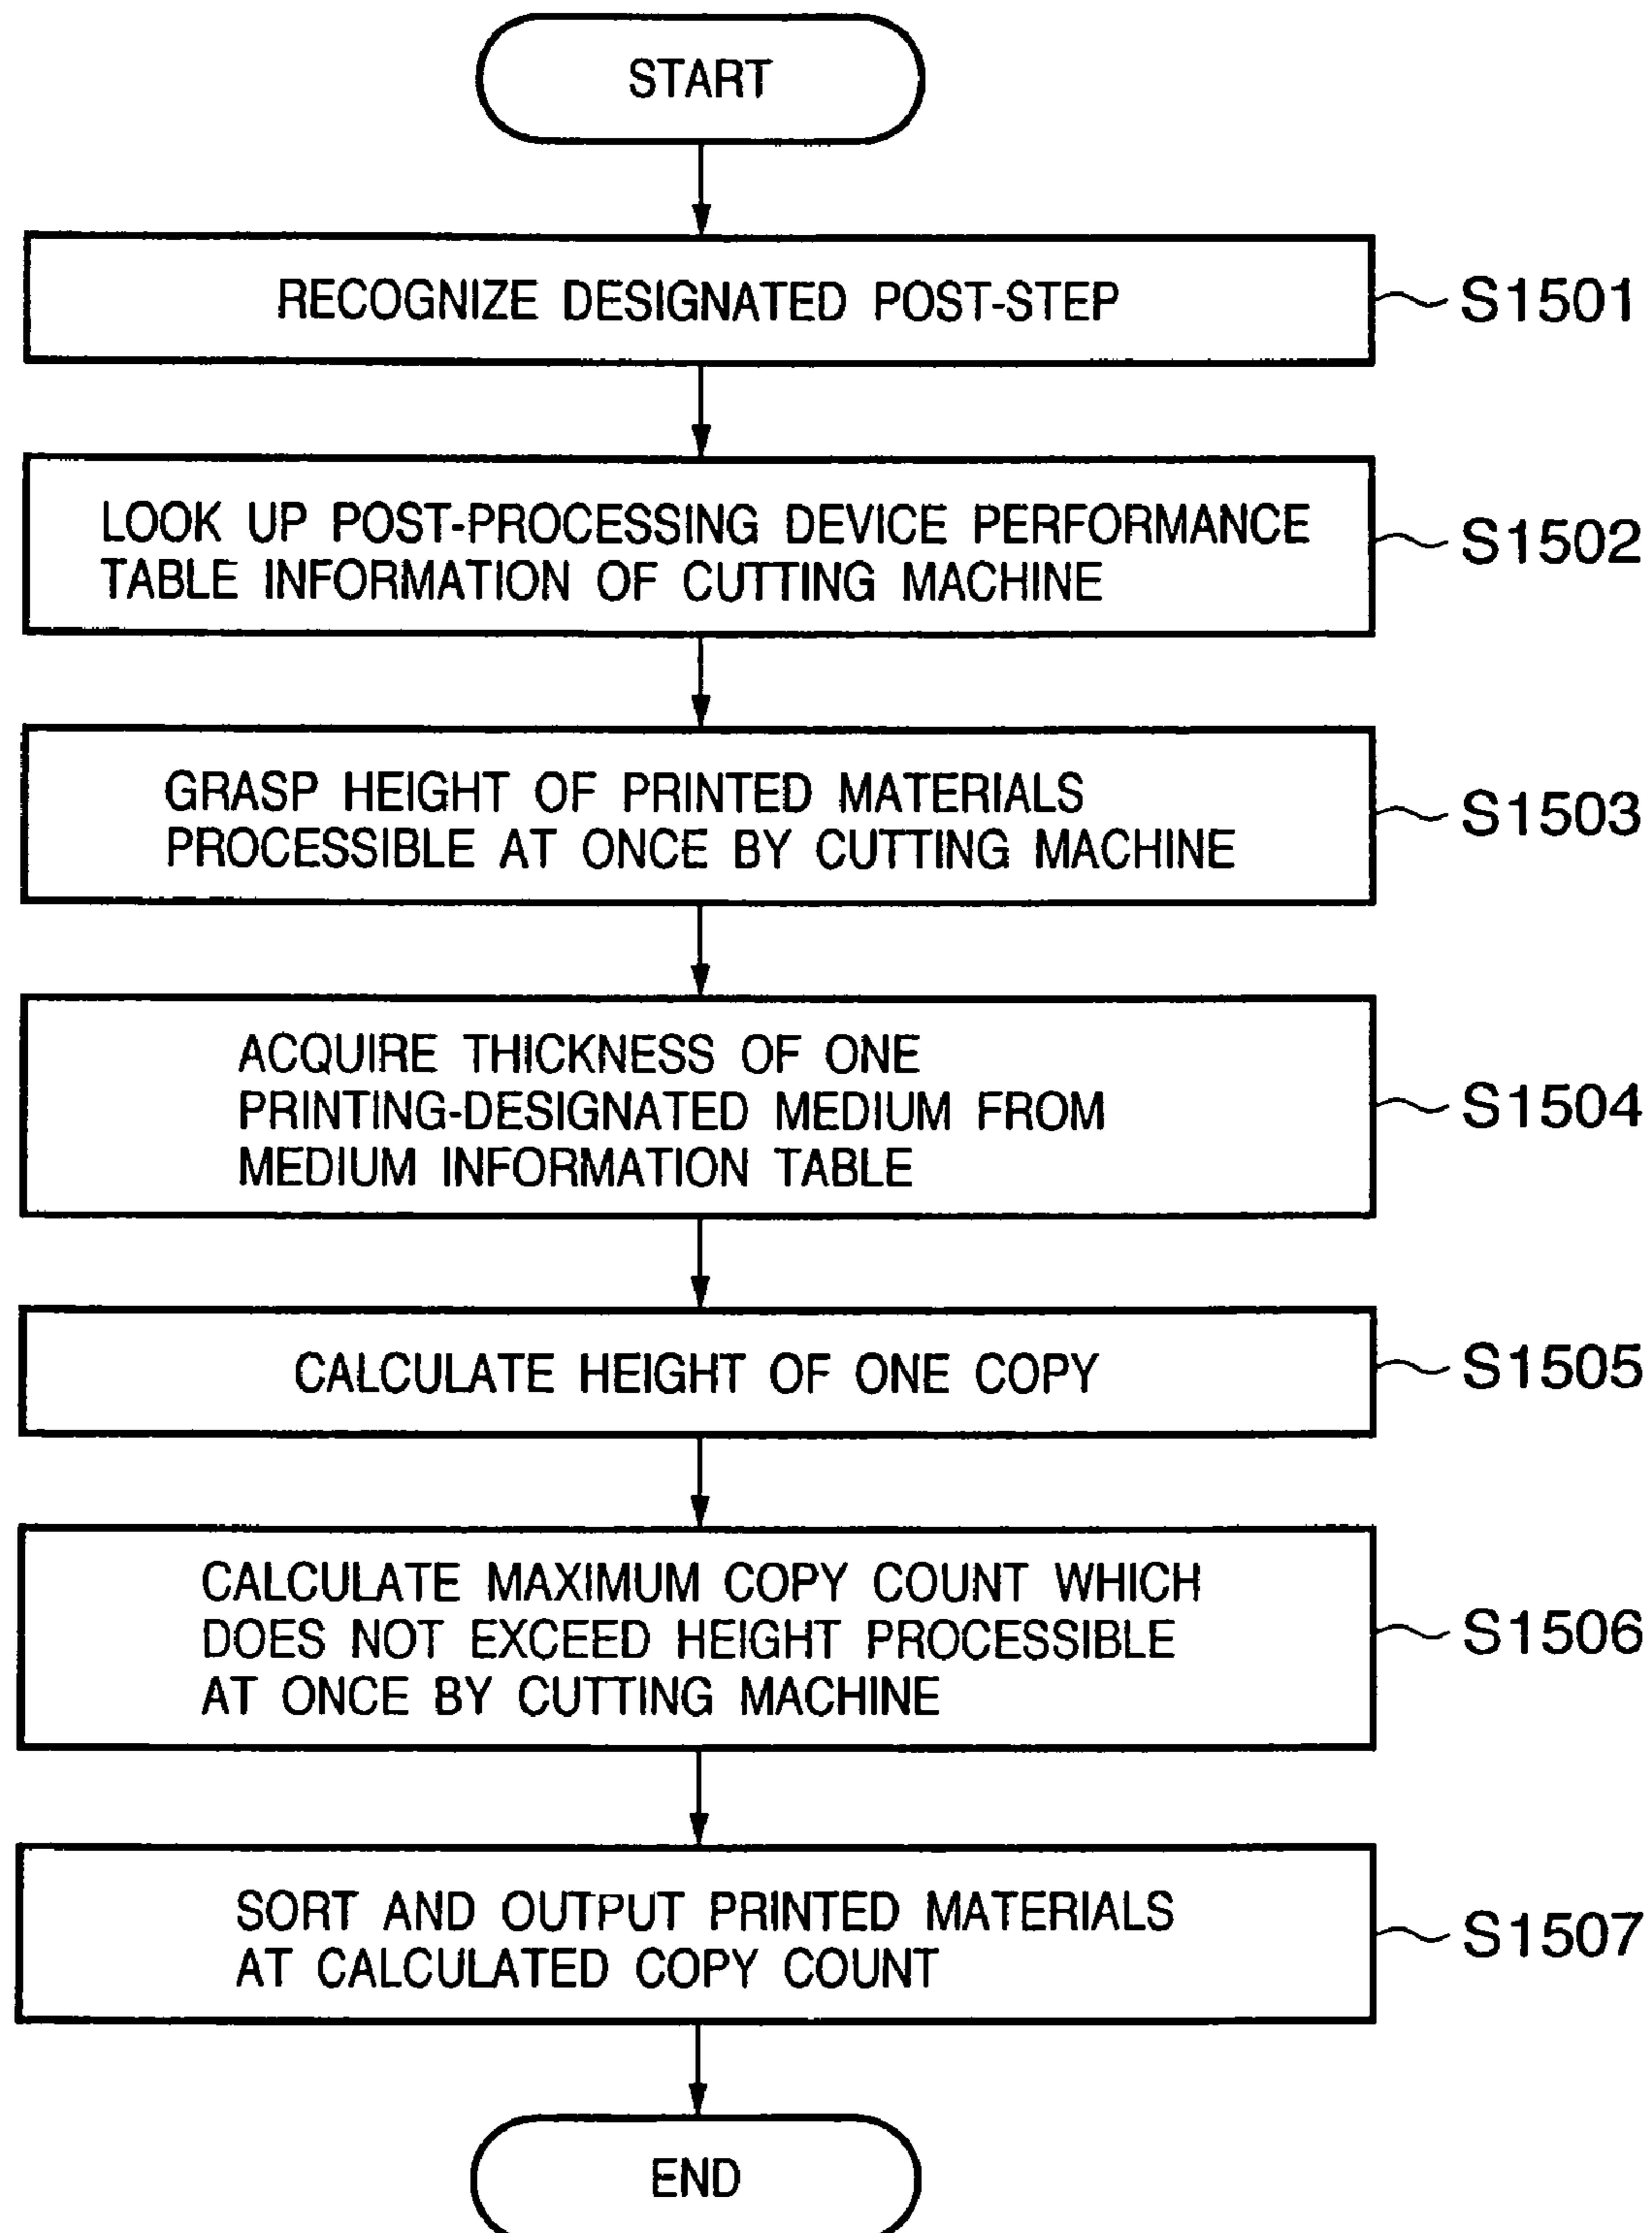 START
RECOGNIZE DESIGNATED POST-STEP
S1501
LOOK UP POST-PROCESSING DEVICE PERFORMANCE
TABLE INFORMATION OF CUTTING MACHINE
S1502
GRASP HEIGHT OF PRINTED MATERIALS
PROCESSIBLE AT ONCE BY CUTTING MACHINE
S1503
ACQUIRE THICKNESS OF ONE
PRINTING-DESIGNATED MEDIUM FROM
MEDIUM INFORMATION TABLE
S1504
CALCULATE HEIGHT OF ONE COPY
S1505
CALCULATE MAXIMUM COPY COUNT WHICH
DOES NOT EXCEED HEIGHT PROCESSIBLE
AT ONCE BY CUTTING MACHINE
S1506
SORT AND OUTPUT PRINTED MATERIALS
AT CALCULATED COPY COUNT
S1507
END